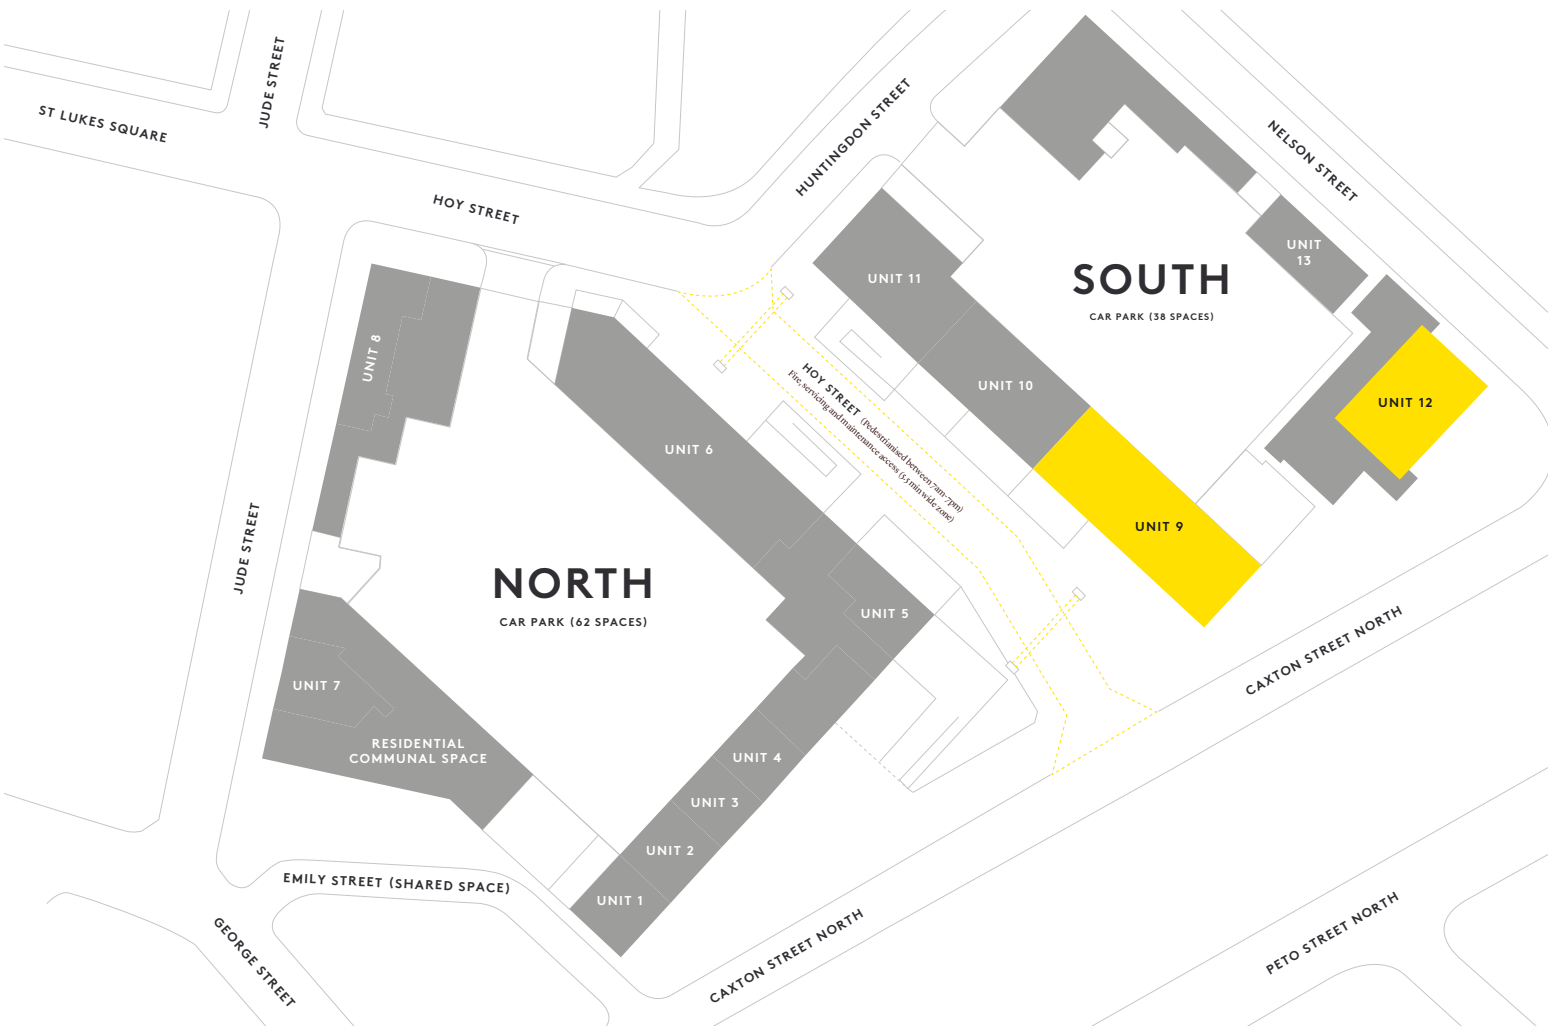 JUDE STREET
ST LUKES SQUARE
HOY STREET
HUNTINGDON STREET
NELSON STREET
UNIT
13
UNIT 11
SOUTH
CAR PARK (38 SPACES)
UNIT 8
UNIT 10
UNIT 12
HOY STREET (Pedestrianised between 7am-7pm)
Fire, servicing and maintenance access (3.5 min wide zone)
UNIT 6
UNIT 9
JUDE STREET
NORTH
CAR PARK (62 SPACES)
UNIT 5
CAXTON STREET NORTH
UNIT 7
RESIDENTIAL
COMMUNAL SPACE
UNIT 4
UNIT 3
UNIT 2
UNIT 1
EMILY STREET (SHARED SPACE)
GEORGE STREET
CAXTON STREET NORTH
PETO STREET NORTH